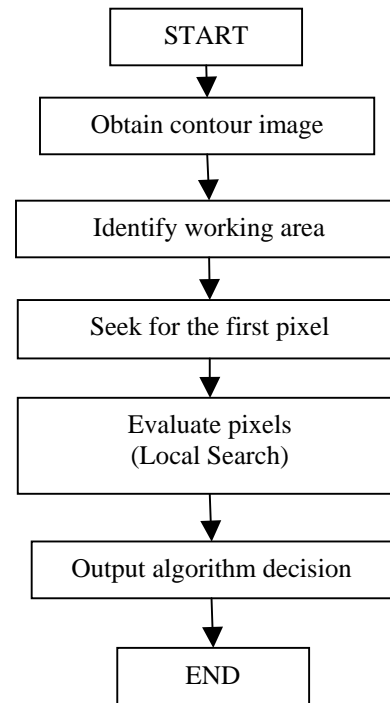 START
Obtain contour image
Identify working area
Seek for the first pixel
Evaluate pixels
(Local Search)
Output algorithm decision
END